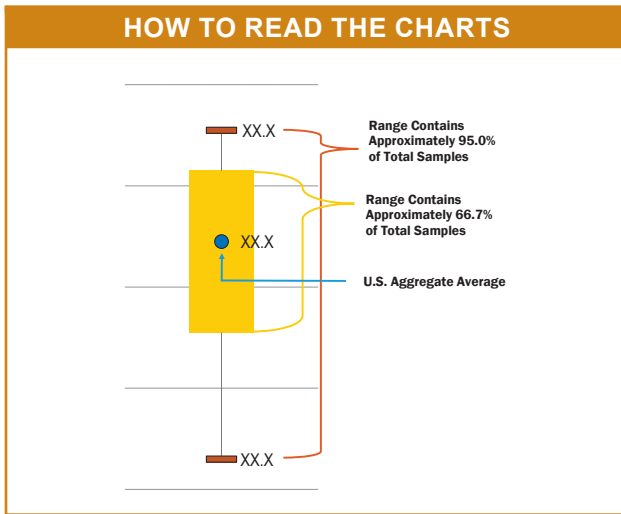 HOW TO READ THE CHARTS
XX.X
Range Contains
Approximately 95.0%
of Total Samples
Range Contains
Approximately 66.7%
of Total Samples
XX.X
U.S. Aggregate Average
XX.X